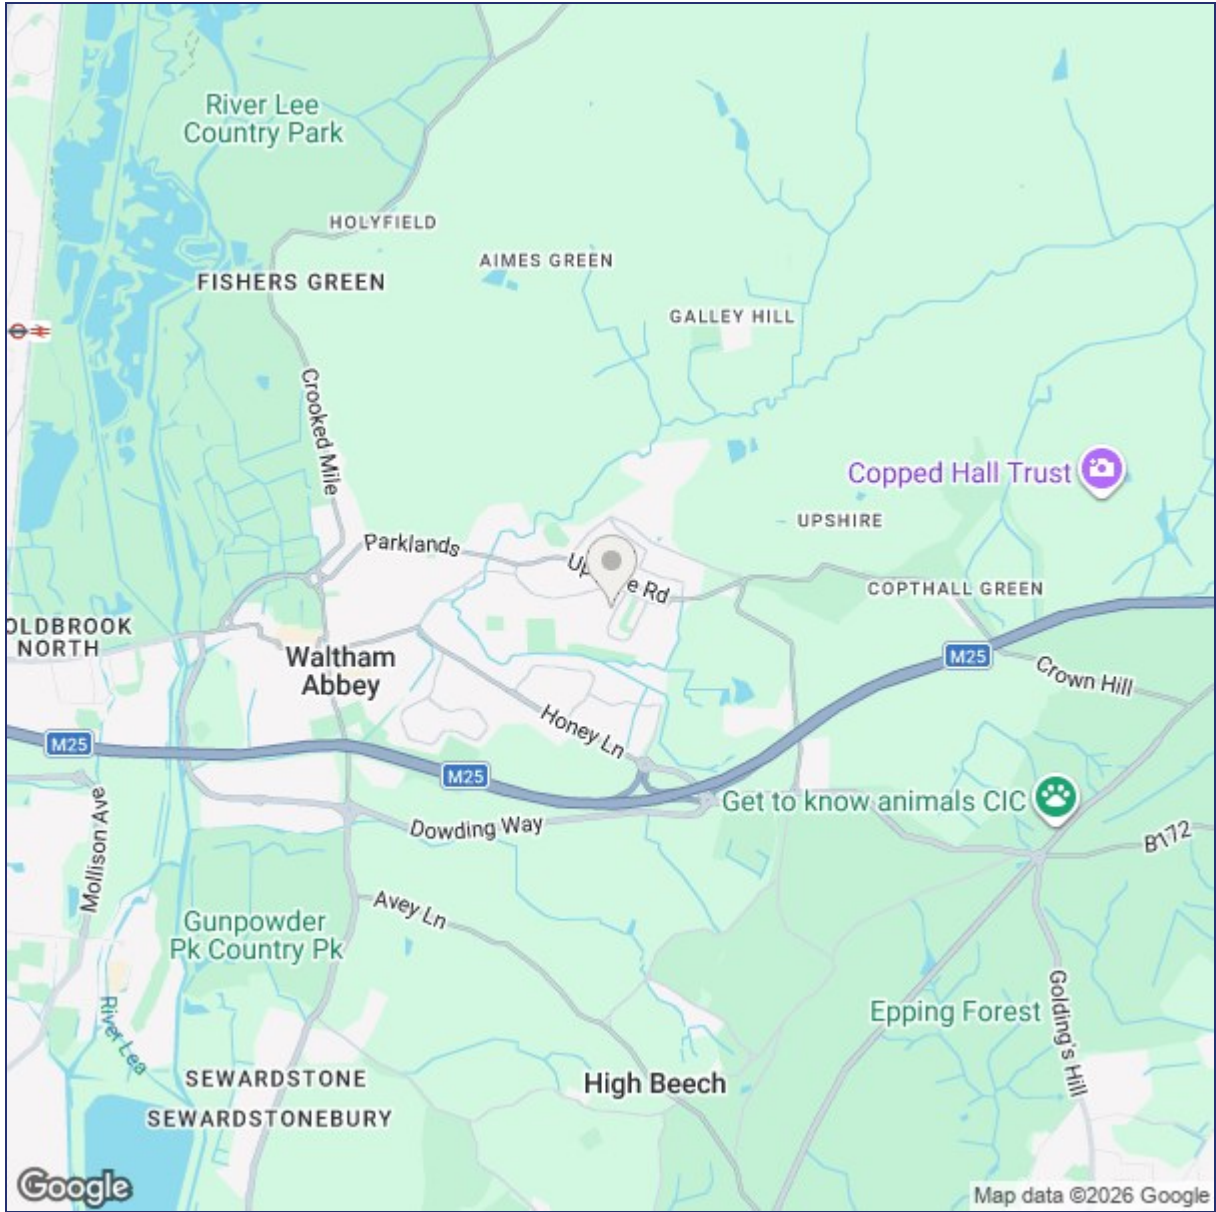 River Lee
Country Park
HOLYFIELD
AIMES GREEN
FISHERS GREEN
GALLEY HILL
Crooked Mile
Copped Hall Trust
UPSHIRE
Parklands
Rd
COPTHALL GREEN
OLDBROOK
NORTH
Waltham
Abbey
M25
Crown Hill
Honey Ln
M25
M25
Get to know animals CIC
Dowding Way
B172
Mollison Ave
Avey Ln
Gunpowder
Pk Country Pk
River Lea
Epping Forest
Golding's Hill
SEWARDSTONE
High Beech
SEWARDSTONEBURY
Google
Map data ©2026 Google